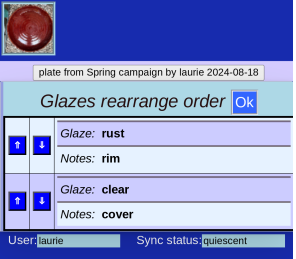 plate from Spring campaign by laurie 2024-08-18
Glazes rearrange order Ok
⇑ ⇓ Glaze: rust
Notes: rim
⇑ ⇓ Glaze: clear
Notes: cover
User: laurie Sync status: quiescent